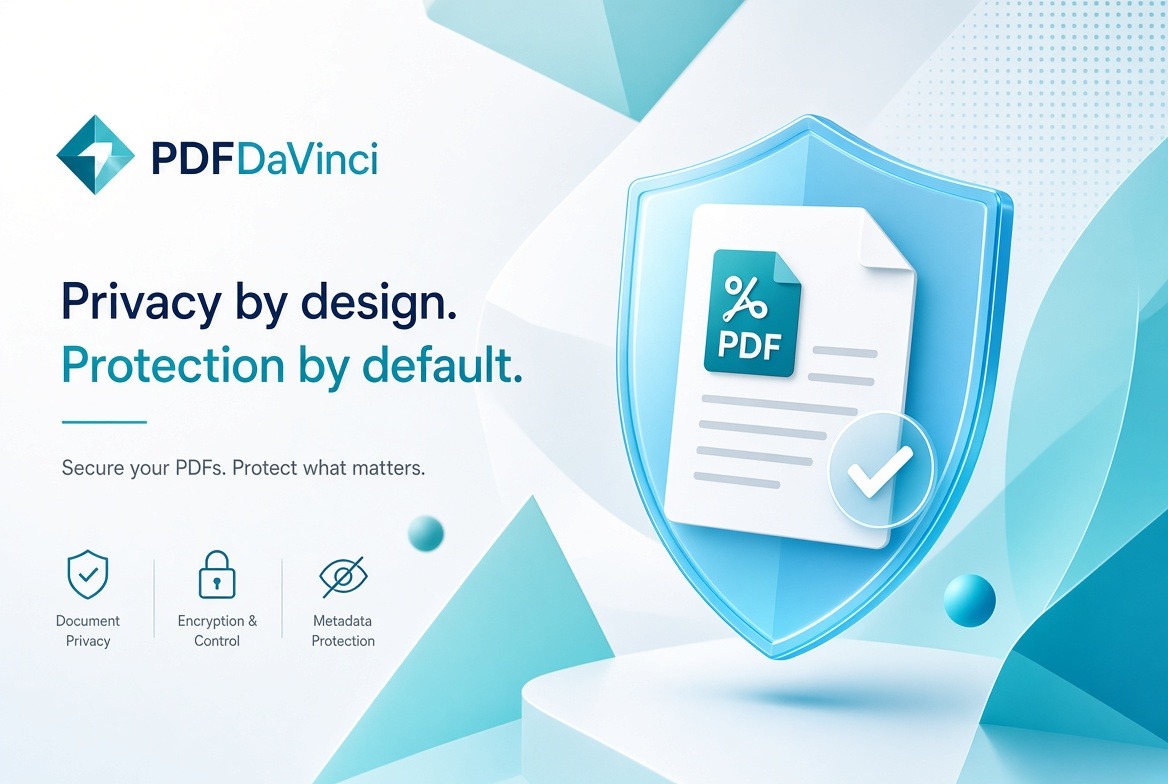 PDFDaVinci
Privacy by design.
Protection by default.
Secure your PDFs. Protect what matters.
Document
Privacy
Encryption &
Control
Metadata
Protection
PDF